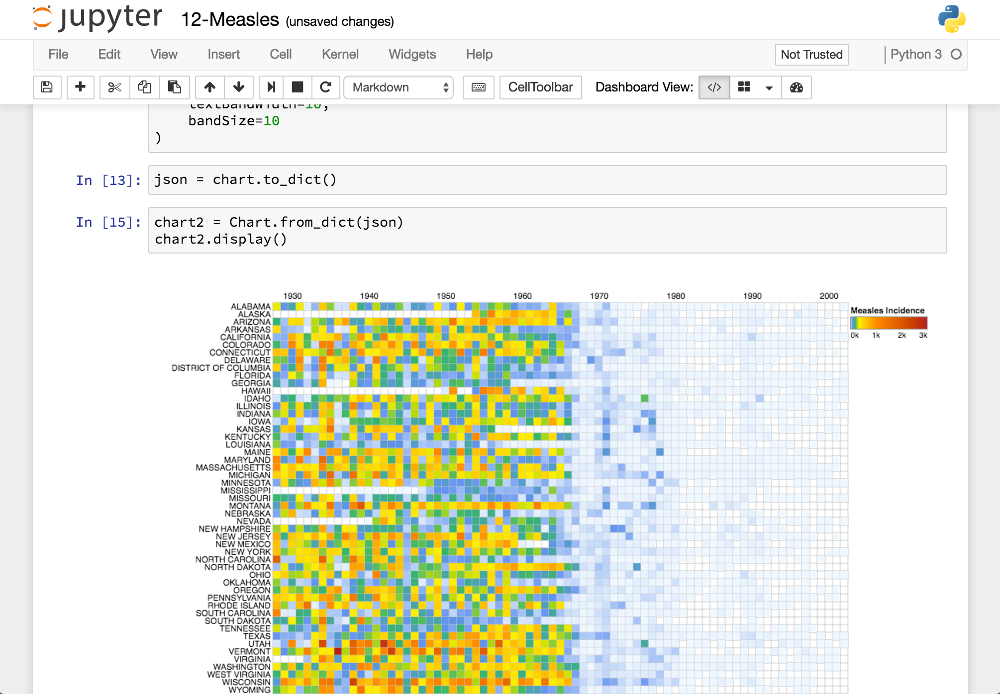 jupyter 12-Measles (unsaved changes)
File Edit View Insert Cell Kernel Widgets Help Not Trusted Python 3
Markdown CellToolbar Dashboard View: </>
textBandWidth=10,
bandSize=10
)
In [13]: json = chart.to_dict()
In [15]: chart2 = Chart.from_dict(json)
chart2.display()
1930 1940 1950 1960 1970 1980 1990 2000
ALABAMA
ALASKA
ARIZONA
ARKANSAS
CALIFORNIA
COLORADO
CONNECTICUT
DELAWARE
DISTRICT OF COLUMBIA
FLORIDA
GEORGIA
HAWAII
IDAHO
ILLINOIS
INDIANA
IOWA
KANSAS
KENTUCKY
LOUISIANA
MAINE
MARYLAND
MASSACHUSETTS
MICHIGAN
MINNESOTA
MISSISSIPPI
MISSOURI
MONTANA
NEBRASKA
NEVADA
NEW HAMPSHIRE
NEW JERSEY
NEW MEXICO
NEW YORK
NORTH CAROLINA
NORTH DAKOTA
OHIO
OKLAHOMA
OREGON
PENNSYLVANIA
RHODE ISLAND
SOUTH CAROLINA
SOUTH DAKOTA
TENNESSEE
TEXAS
UTAH
VERMONT
VIRGINIA
WASHINGTON
WEST VIRGINIA
WISCONSIN
WYOMING
Measles Incidence
0k 1k 2k 3k